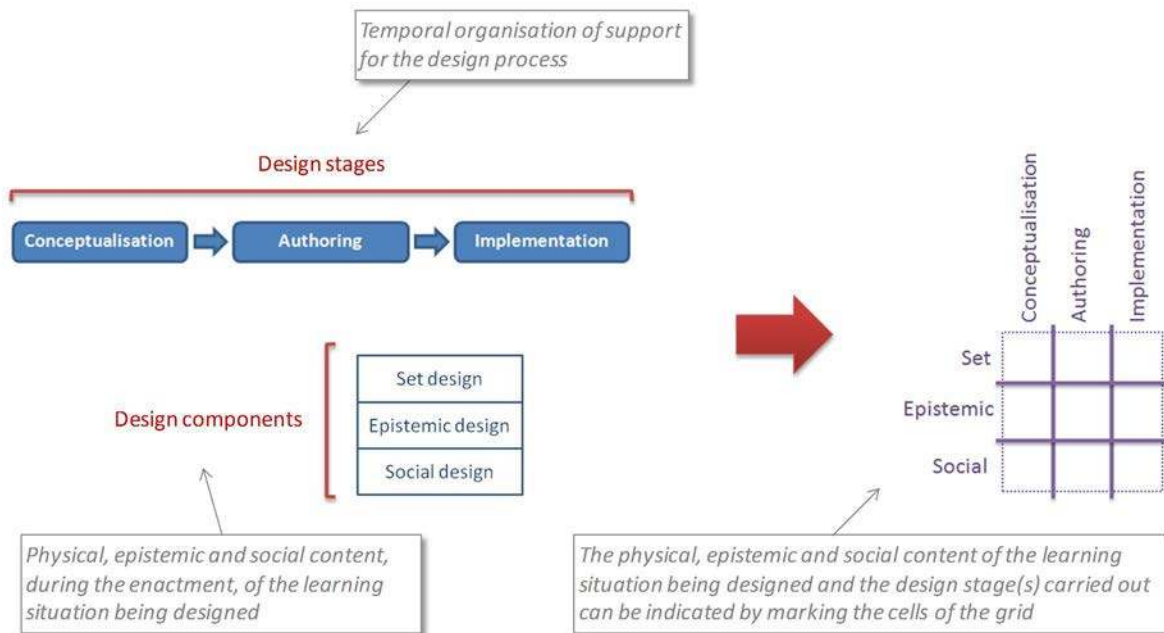 Temporal organisation of support
for the design process
Design stages
Conceptualisation
Authoring
Implementation
Design components
Set design
Epistemic design
Social design
Physical, epistemic and social content,
during the enactment, of the learning
situation being designed
Conceptualisation
Authoring
Implementation
Set
Epistemic
Social
The physical, epistemic and social content of the learning
situation being designed and the design stage(s) carried out
can be indicated by marking the cells of the grid